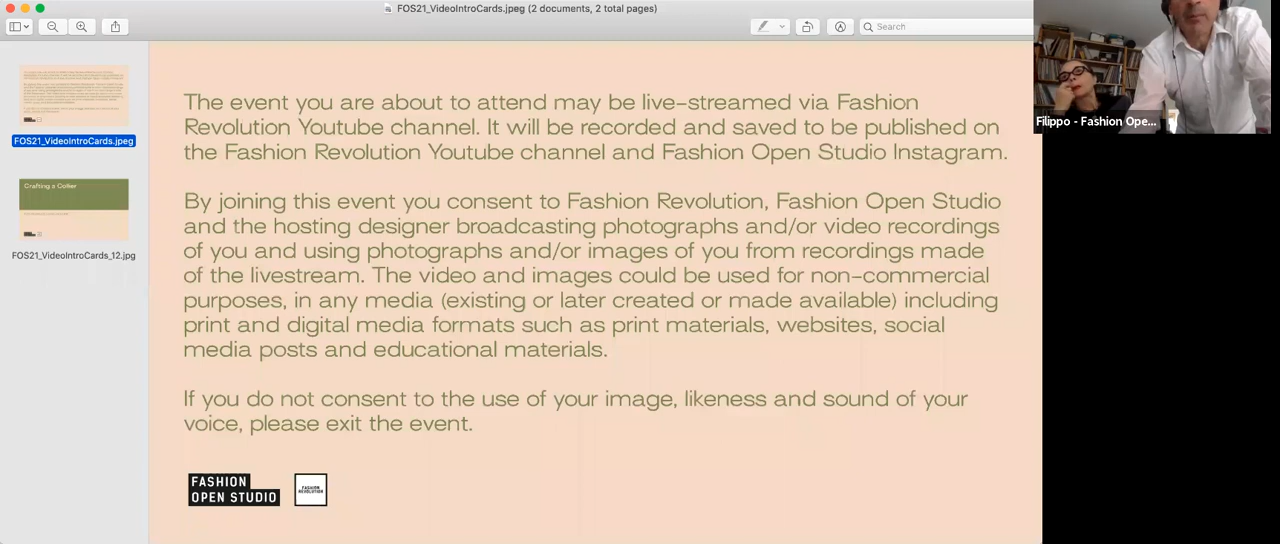 FOS21_VideoIntroCards.jpeg (2 documents, 2 total pages)
Search
FOS21_VideoIntroCards.jpeg
Crafting a Collier
FOS21_VideoIntroCards_12.jpg
The event you are about to attend may be live-streamed via Fashion
Revolution Youtube channel. It will be recorded and saved to be published on
the Fashion Revolution Youtube channel and Fashion Open Studio Instagram.
By joining this event you consent to Fashion Revolution, Fashion Open Studio
and the hosting designer broadcasting photographs and/or video recordings
of you and using photographs and/or images of you from recordings made
of the livestream. The video and images could be used for non-commercial
purposes, in any media (existing or later created or made available) including
print and digital media formats such as print materials, websites, social
media posts and educational materials.
If you do not consent to the use of your image, likeness and sound of your
voice, please exit the event.
FASHION
OPEN STUDIO
FASHION
REVOLUTION
Filippo - Fashion Ope...